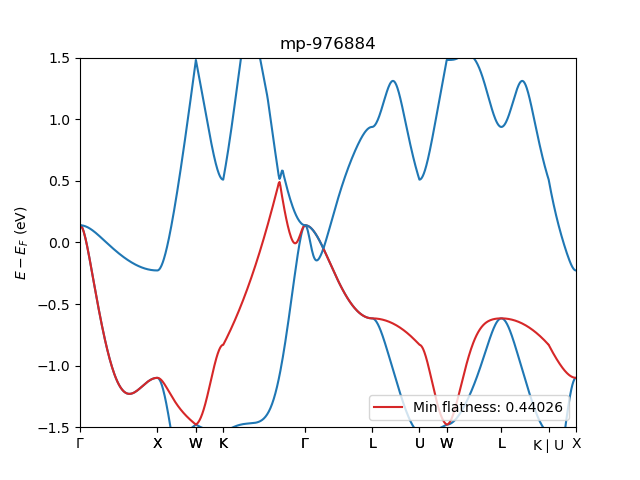 mp-976884
E − E_F (eV)
1.5
1.0
0.5
0.0
−0.5
−1.0
−1.5
Min flatness: 0.44026
Γ X W K Γ L U W L K | U X